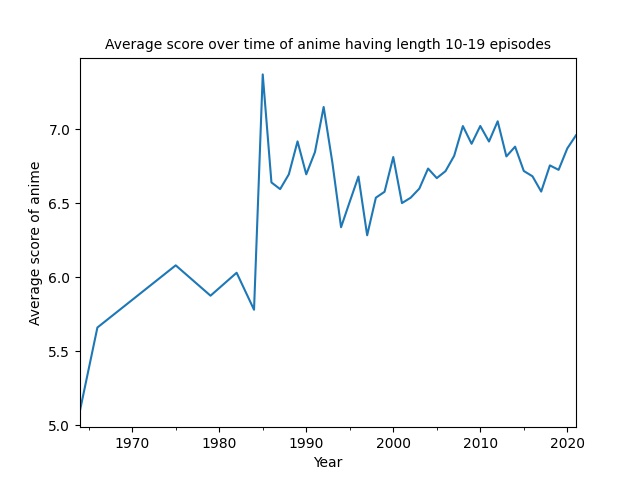 Average score over time of anime having length 10-19 episodes
Average score of anime
7.0
6.5
6.0
5.5
5.0
1970 1980 1990 2000 2010 2020
Year